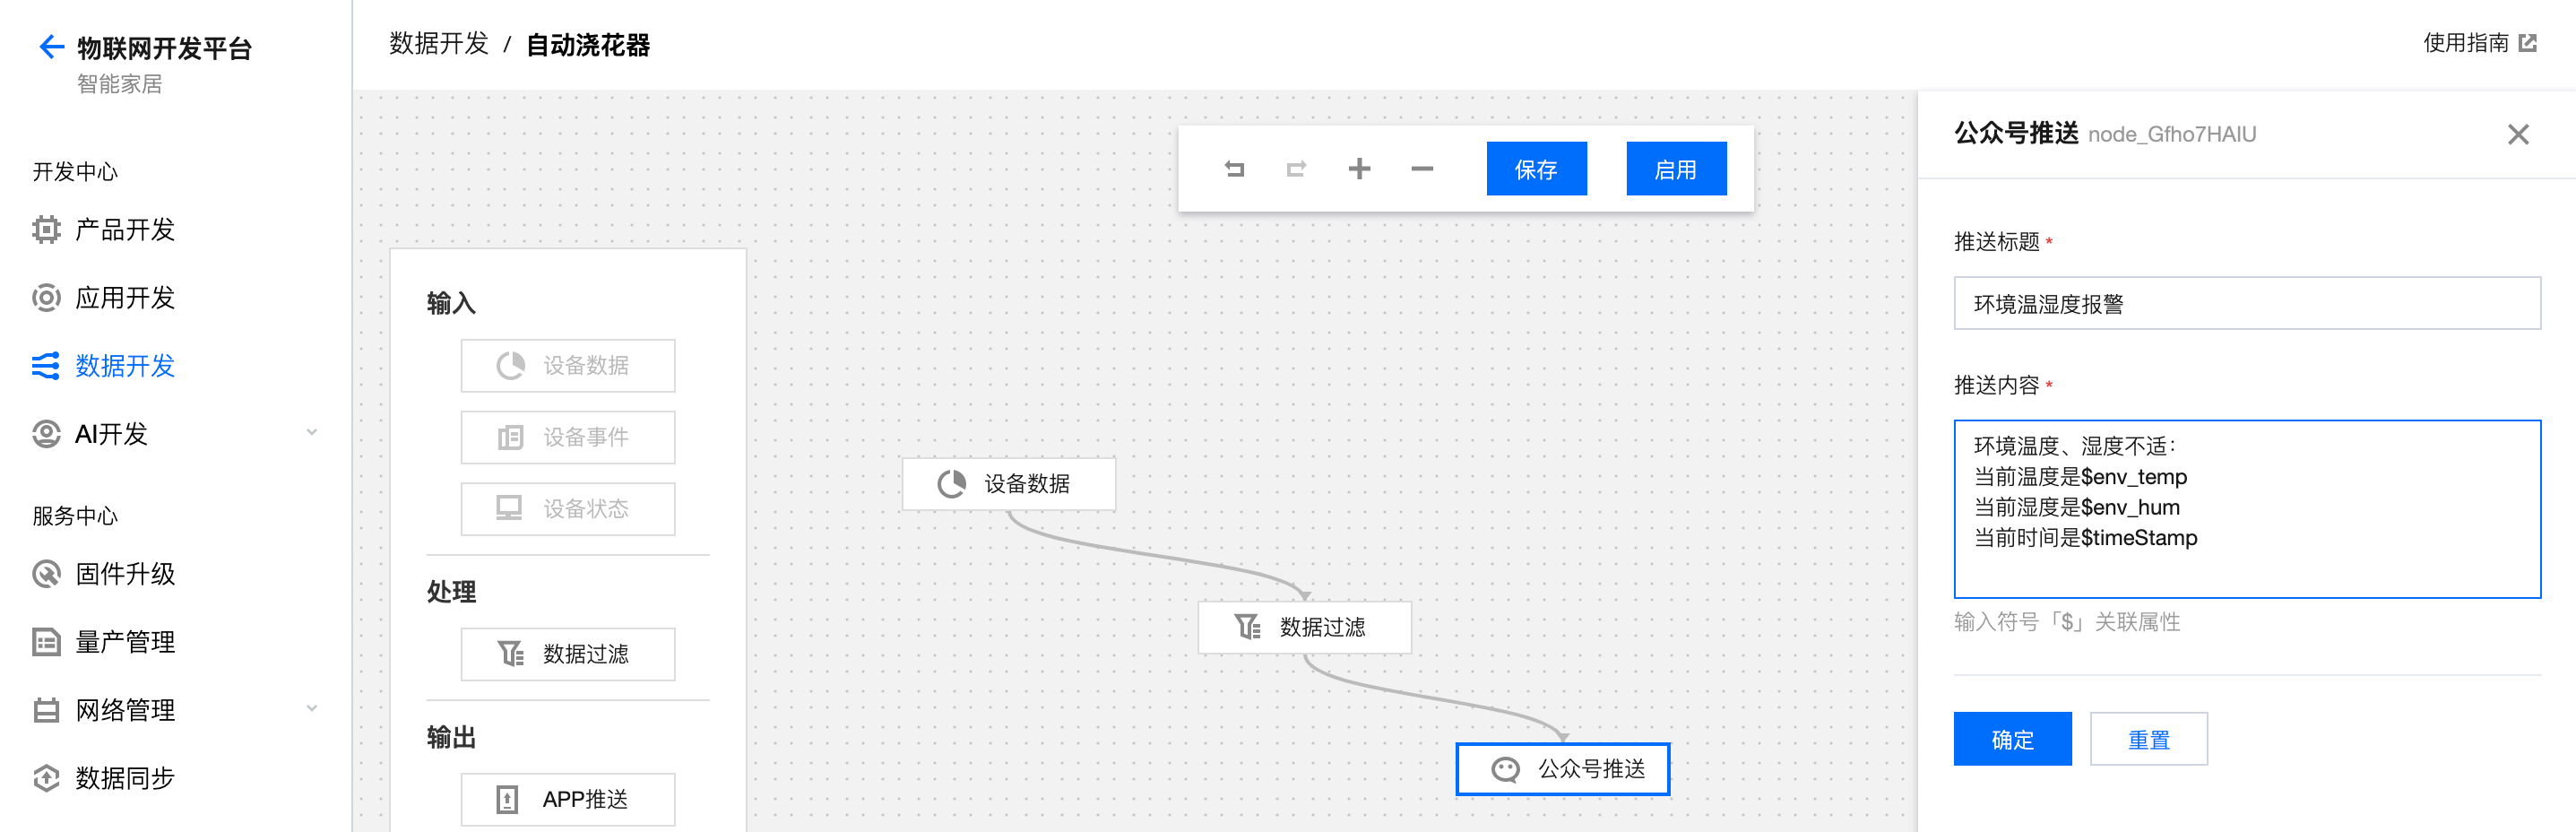 物联网开发平台
智能家居
开发中心
产品开发
应用开发
数据开发
AI开发
服务中心
固件升级
量产管理
网络管理
数据同步
数据开发 / 自动浇花器
使用指南
保存
启用
输入
设备数据
设备事件
设备状态
处理
数据过滤
输出
APP推送
设备数据
数据过滤
公众号推送
公众号推送 node_Gfho7HAIU
推送标题 *
环境温湿度报警
推送内容 *
环境温度、湿度不适：
当前温度是$env_temp
当前湿度是$env_hum
当前时间是$timeStamp
输入符号「$」关联属性
确定
重置